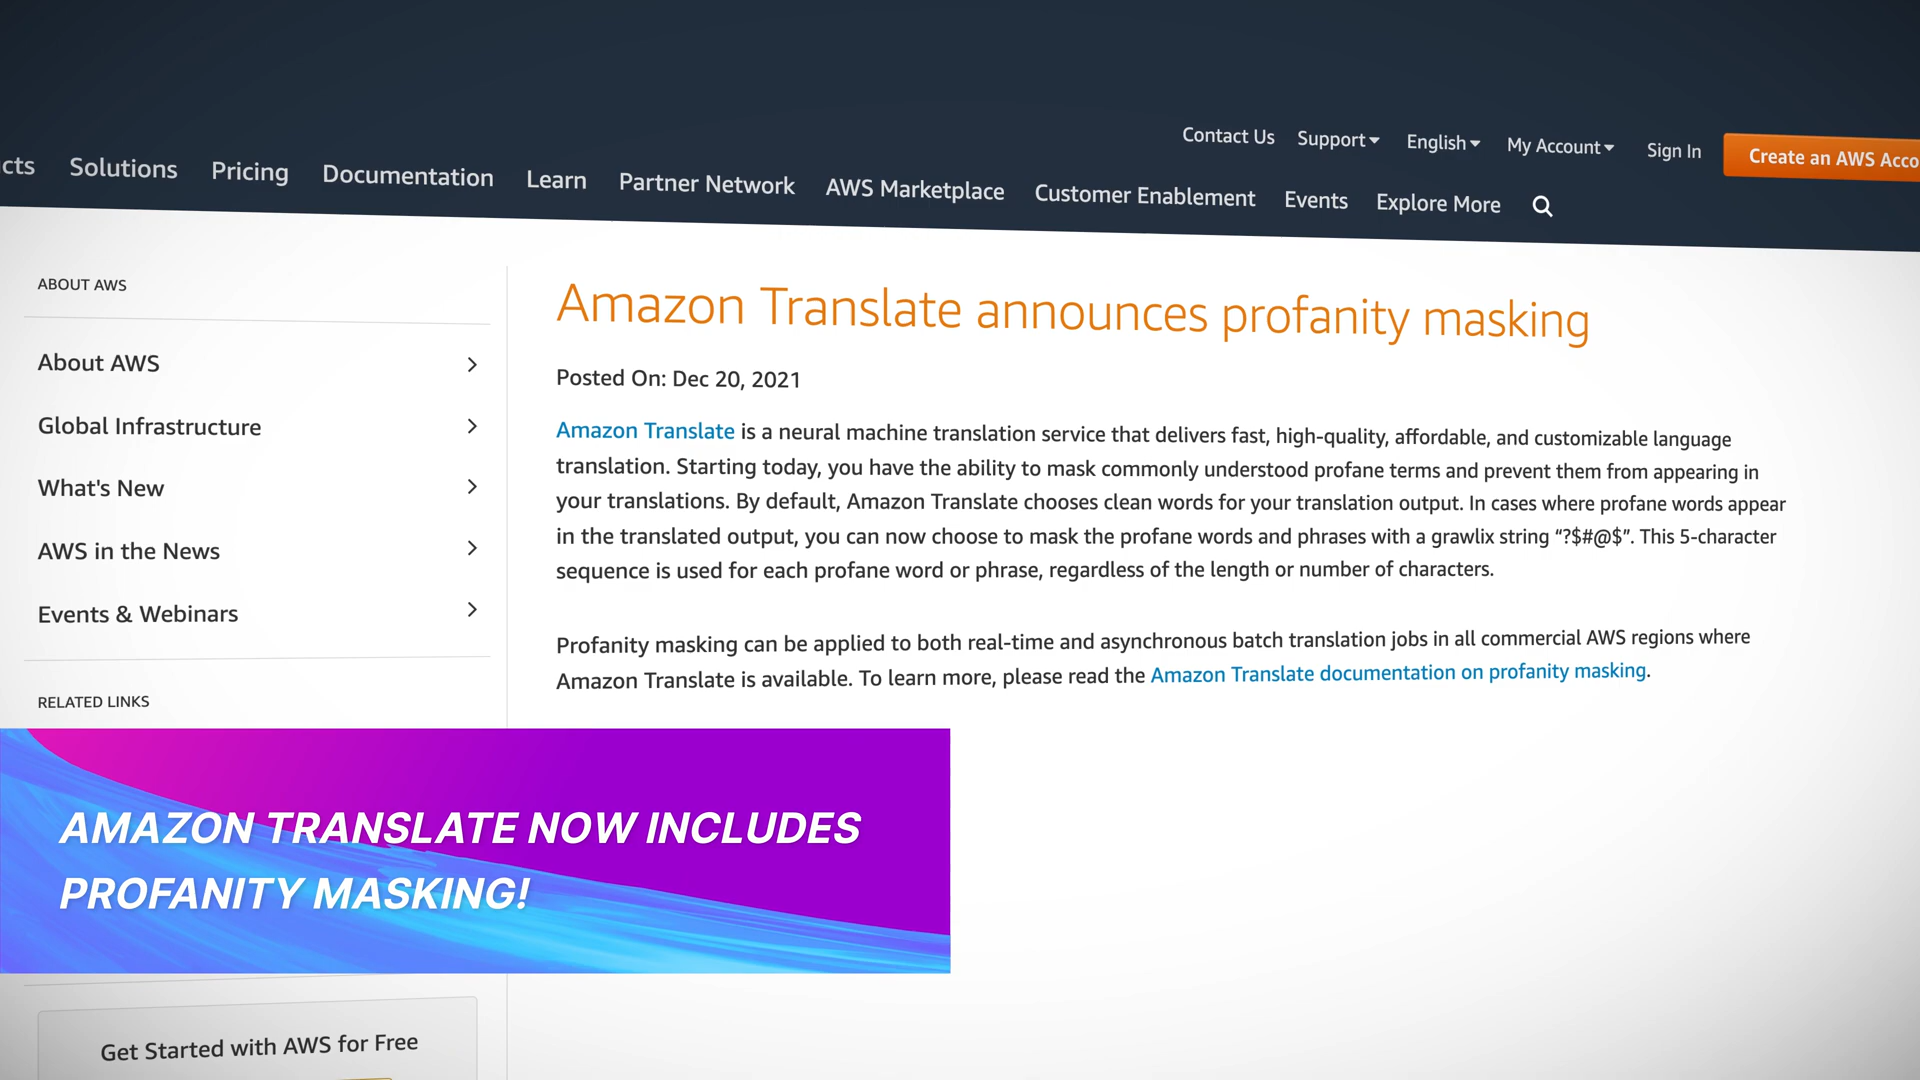 Contact Us Support English My Account Sign In Create an AWS Acco
cts Solutions Pricing Documentation Learn Partner Network AWS Marketplace Customer Enablement Events Explore More
ABOUT AWS
About AWS
Global Infrastructure
What's New
AWS in the News
Events & Webinars
RELATED LINKS
Amazon Translate announces profanity masking
Posted On: Dec 20, 2021
Amazon Translate is a neural machine translation service that delivers fast, high-quality, affordable, and customizable language
translation. Starting today, you have the ability to mask commonly understood profane terms and prevent them from appearing in
your translations. By default, Amazon Translate chooses clean words for your translation output. In cases where profane words appear
in the translated output, you can now choose to mask the profane words and phrases with a grawlix string “?$#@$”. This 5-character
sequence is used for each profane word or phrase, regardless of the length or number of characters.
Profanity masking can be applied to both real-time and asynchronous batch translation jobs in all commercial AWS regions where
Amazon Translate is available. To learn more, please read the Amazon Translate documentation on profanity masking.
AMAZON TRANSLATE NOW INCLUDES
PROFANITY MASKING!
Get Started with AWS for Free